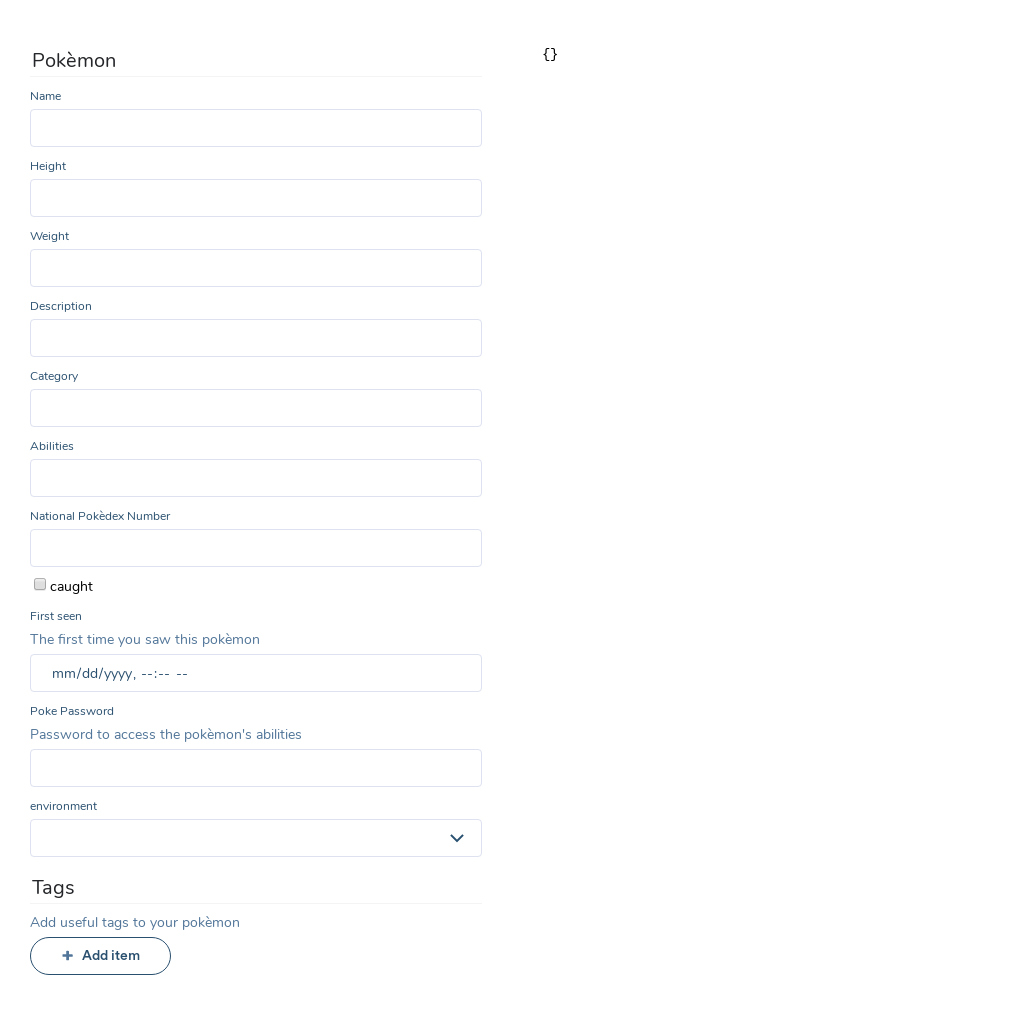 Pokèmon
{}
Name
Height
Weight
Description
Category
Abilities
National Pokèdex Number
caught
First seen
The first time you saw this pokèmon
mm/dd/yyyy, --:-- --
Poke Password
Password to access the pokèmon's abilities
environment
Tags
Add useful tags to your pokèmon
+ Add item